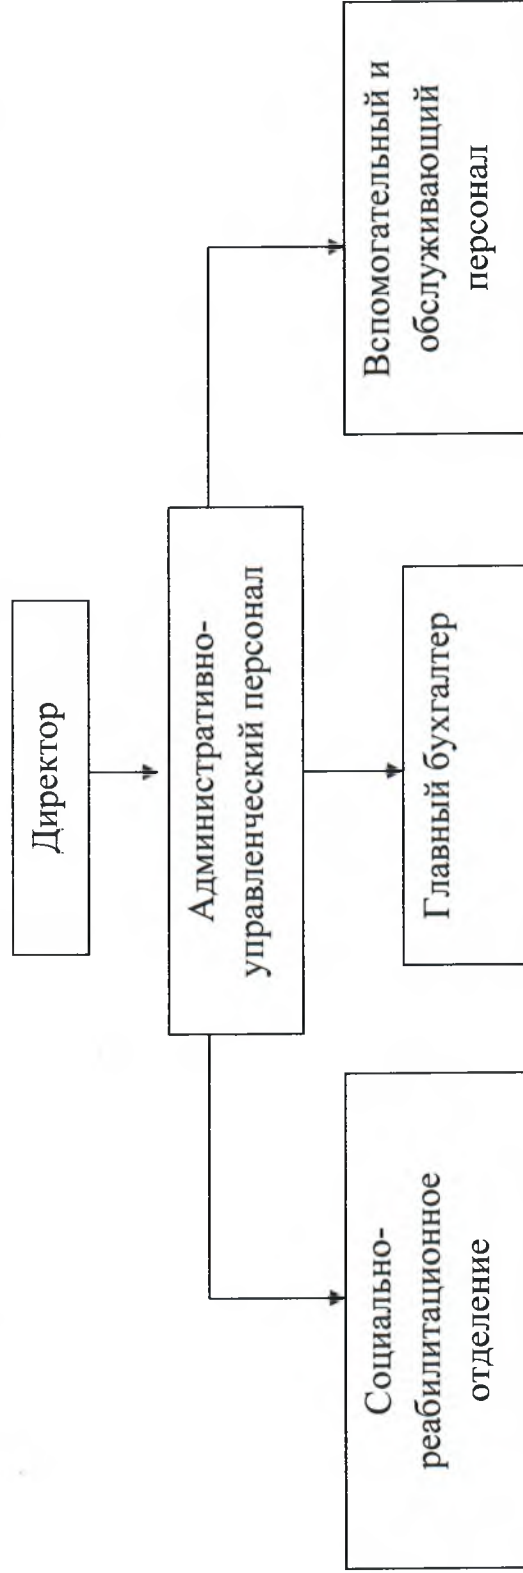 Директор
Административно-
управленческий персонал
Социально-
реабилитационное
отделение
Главный бухгалтер
Вспомогательный и
обслуживающий
персонал